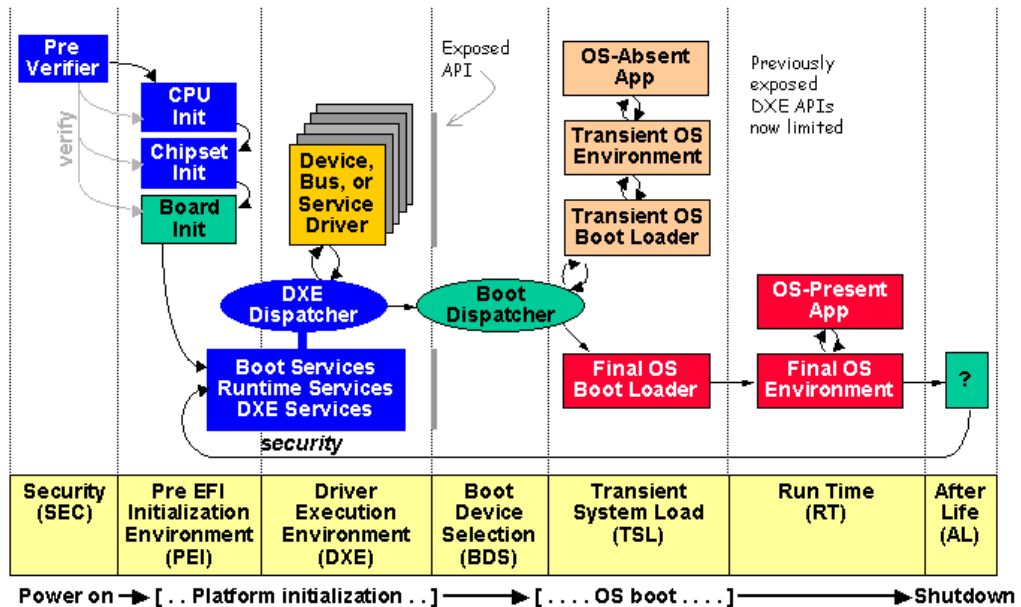 Pre
Verifier
verify
CPU
Init
Chipset
Init
Board
Init
Device,
Bus, or
Service
Driver
Exposed
API
OS-Absent
App
Transient OS
Environment
Transient OS
Boot Loader
Previously
exposed
DXE APIs
now limited
DXE
Dispatcher
Boot
Dispatcher
OS-Present
App
Boot Services
Runtime Services
DXE Services
Final OS
Boot Loader
Final OS
Environment
?
security
Security
(SEC)
Pre EFI
Initialization
Environment
(PEI)
Driver
Execution
Environment
(DXE)
Boot
Device
Selection
(BDS)
Transient
System Load
(TSL)
Run Time
(RT)
After
Life
(AL)
Power on [ . . Platform initialization . . ] [ . . . . OS boot . . . . ] Shutdown